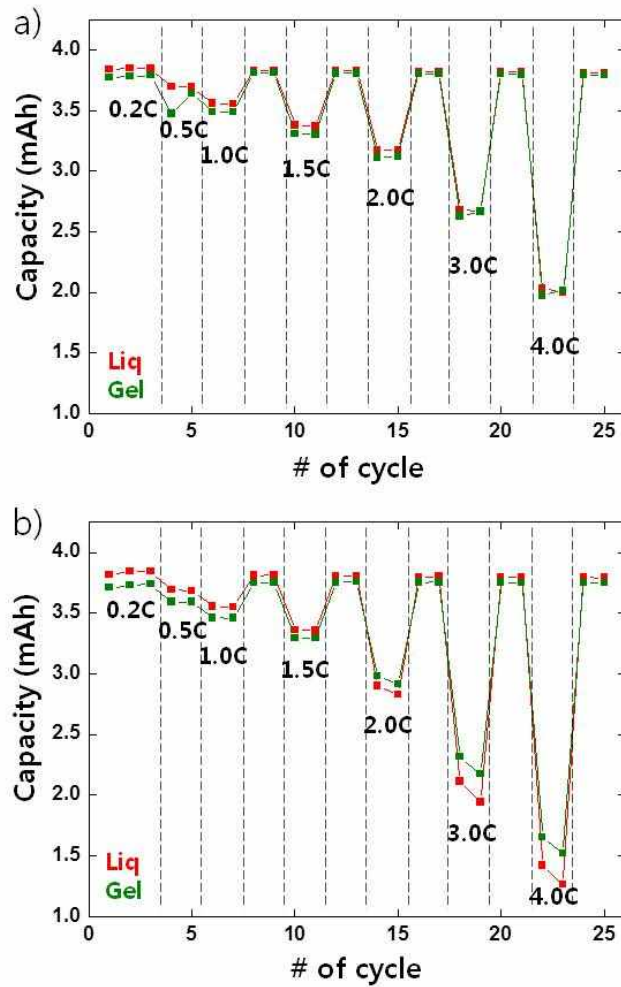 a)
4.0
3.5
3.0
2.5
2.0
1.5
1.0
Capacity (mAh)
0.2C
0.5C
1.0C
1.5C
2.0C
3.0C
4.0C
Liq
Gel
0 5 10 15 20 25
# of cycle
b)
4.0
3.5
3.0
2.5
2.0
1.5
1.0
Capacity (mAh)
0.2C
0.5C
1.0C
1.5C
2.0C
3.0C
4.0C
Liq
Gel
0 5 10 15 20 25
# of cycle